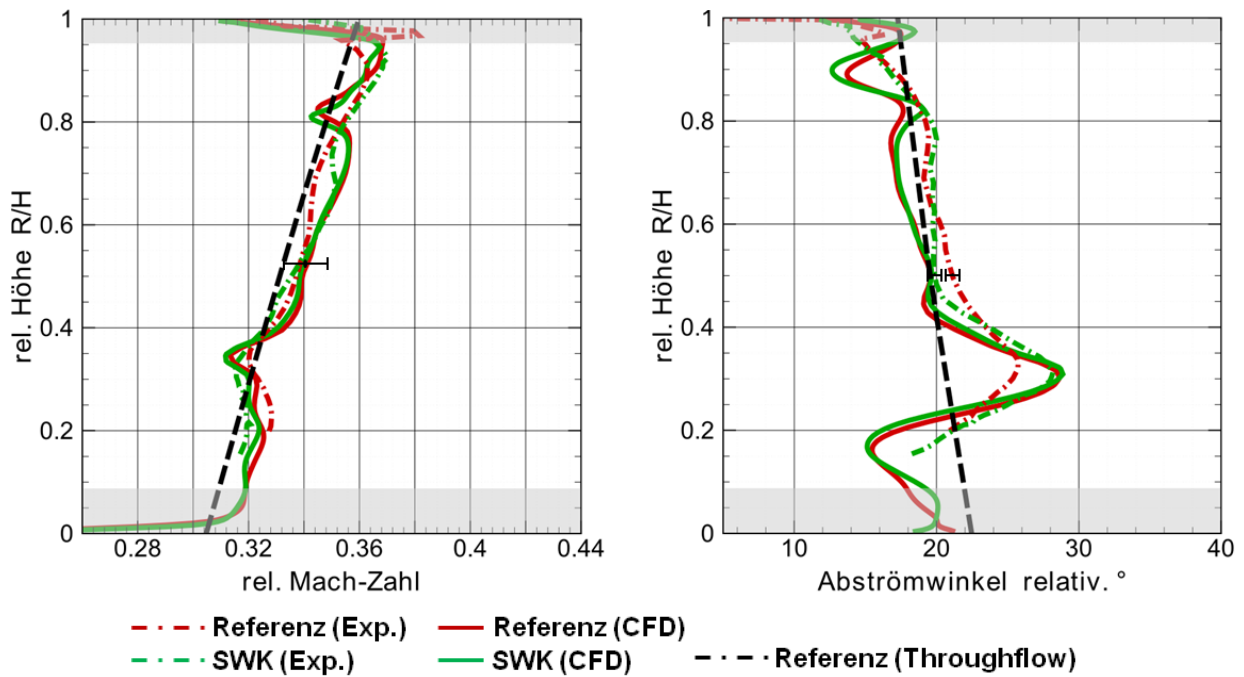 1
0.8
0.6
0.4
0.2
0
rel. Höhe R/H
0.28 0.32 0.36 0.4 0.44
rel. Mach-Zahl
1
0.8
0.6
0.4
0.2
0
rel. Höhe R/H
10 20 30 40
Abströmwinkel relativ. °
Referenz (Exp.) Referenz (CFD)
SWK (Exp.) SWK (CFD) Referenz (Throughflow)